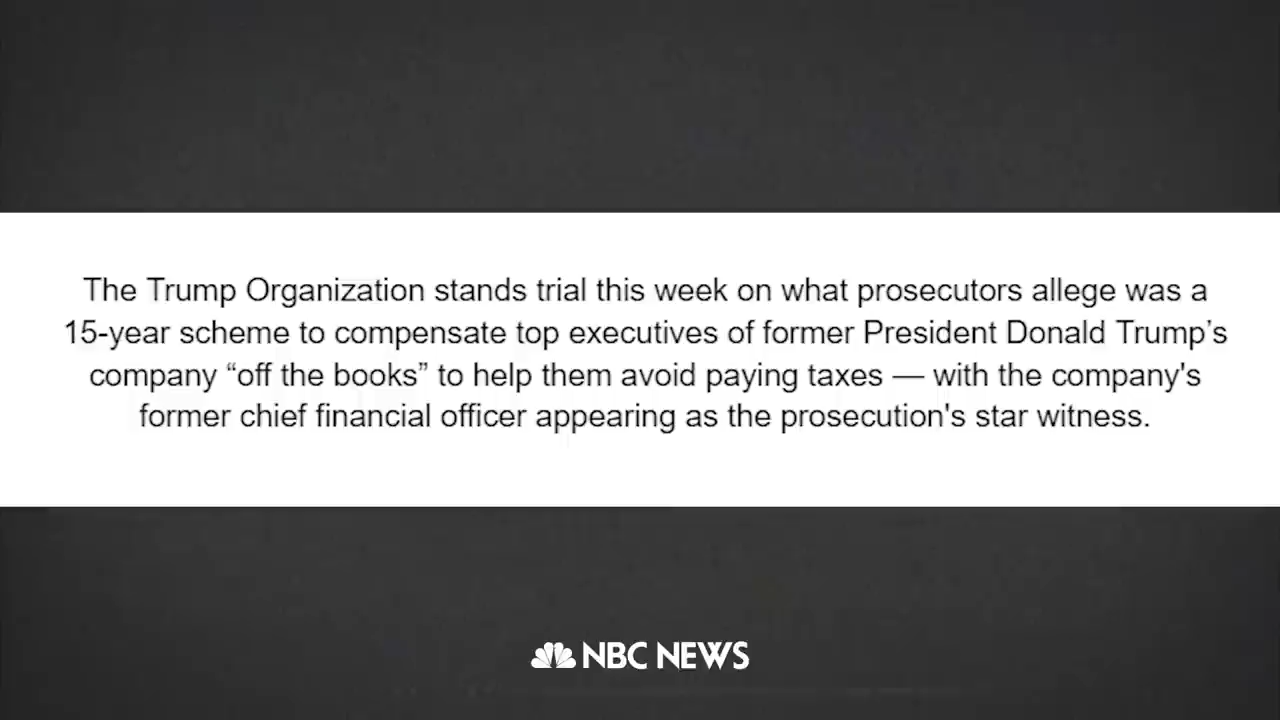 The Trump Organization stands trial this week on what prosecutors allege was a
15-year scheme to compensate top executives of former President Donald Trump’s
company “off the books” to help them avoid paying taxes — with the company's
former chief financial officer appearing as the prosecution's star witness.
NBC NEWS